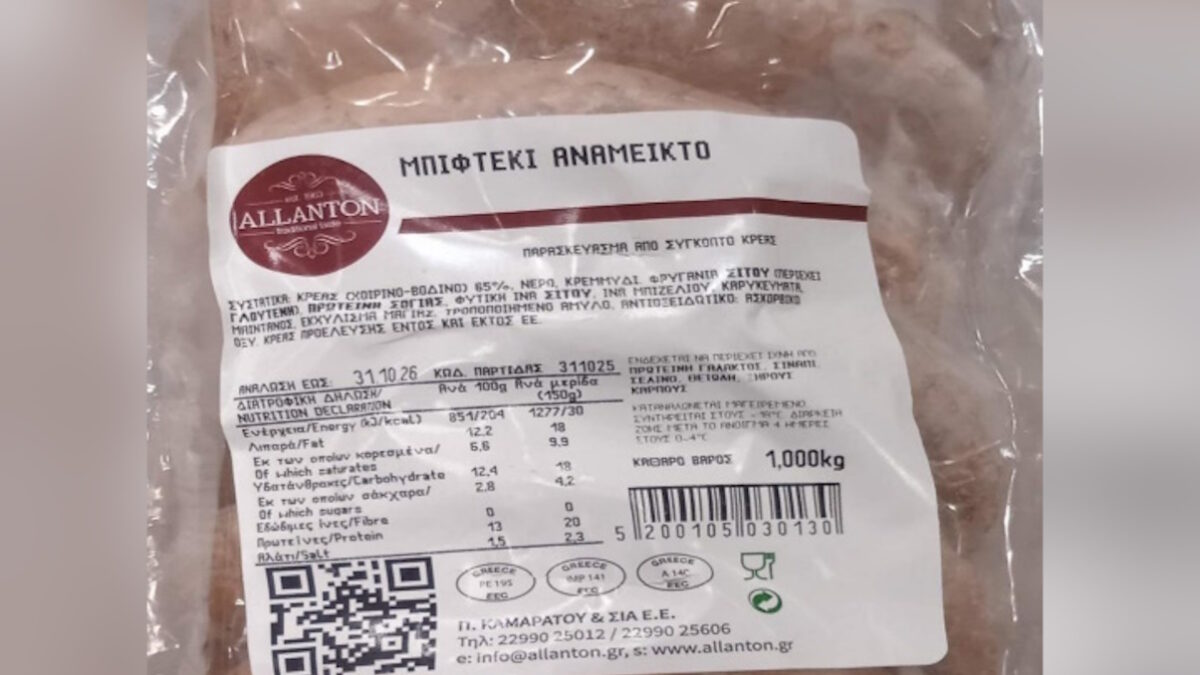 ΜΠΙΦΤΕΚΙ ΑΝΑΜΕΙΚΤΟ
ALLANTON
Traditional taste
ΠΑΡΑΣΚΕΥΑΣΜΑ ΑΠΟ ΣΥΓΚΟΠΤΟ ΚΡΕΑΣ
ΣΥΣΤΑΤΙΚΑ: ΚΡΕΑΣ (ΧΟΙΡΙΝΟ-ΒΟΔΙΝΟ) 65%, ΝΕΡΟ, ΚΡΕΜΜΥΔΙ, ΦΡΥΓΑΝΙΑ ΣΙΤΟΥ (ΠΕΡΙΕΧΕΙ
ΓΛΟΥΤΕΝΗ), ΠΡΩΤΕΙΝΗ ΣΟΓΙΑΣ, ΦΥΤΙΚΗ ΙΝΑ ΣΙΤΟΥ, ΙΝΑ ΜΠΙΖΕΛΙΟΥ, ΚΑΡΥΚΕΥΜΑΤΑ,
ΜΑΙΝΤΑΝΟΣ, ΕΚΧΥΛΙΣΜΑ ΜΑΓΙΑΣ, ΤΡΟΠΟΠΟΙΗΜΕΝΟ ΑΜΥΛΟ, ΑΝΤΙΟΞΕΙΔΩΤΙΚΟ: ΑΣΚΟΡΒΙΚΟ
ΟΞΥ. ΚΡΕΑΣ ΠΡΟΕΛΕΥΣΗΣ ΕΝΤΟΣ ΚΑΙ ΕΚΤΟΣ ΕΕ.
ΑΝΑΛΩΣΗ ΕΩΣ: 31.10.26 ΚΩΔ. ΠΑΡΤΙΔΑΣ 311025
ΔΙΑΤΡΟΦΙΚΗ ΔΗΛΩΣΗ/ Ανά 100g Ανά μερίδα
NUTRITION DECLARATION (150g)
Ενέργεια/Energy (kJ/kcal) 851/204 1277/30
Λιπαρά/Fat 12.2 18
Εκ των οποίων κορεσμένα/ 6,6 9.9
Of which saturates
Υδατάνθρακες/Carbohydrate 12,4 18
Εκ των οποίων σάκχαρα/ 2,8 4,2
Of which sugars
Εδώδιμες ίνες/Fibre 0 0
Πρωτεΐνες/Protein 13 20
Αλάτι/Salt 1,5 2,3
ΕΝΔΕΧΕΤΑΙ ΝΑ ΠΕΡΙΕΧΕΙ ΙΧΝΗ ΑΠΟ
ΠΡΩΤΕΙΝΗ ΓΑΛΑΚΤΟΣ, ΣΙΝΑΠΙ,
ΣΕΛΙΝΟ, ΘΕΙΩΔΗ, ΞΗΡΟΥΣ
ΚΑΡΠΟΥΣ
ΚΑΤΑΝΑΛΩΝΕΤΑΙ ΜΑΓΕΙΡΕΜΕΝΟ
ΣΥΝΤΗΡΕΙΤΑΙ ΣΤΟΥΣ -18°C. ΔΙΑΡΚΕΙΑ
ΖΩΗΣ ΜΕΤΑ ΤΟ ΑΝΟΙΓΜΑ 4 ΗΜΕΡΕΣ
ΣΤΟΥΣ 0-4°C
ΚΑΘΑΡΟ ΒΑΡΟΣ 1,000kg
5 200105 030130
GREECE
PE 195
EEC
GREECE
IMP 141
EEC
GREECE
EEC
Π. ΚΑΜΑΡΑΤΟΥ & ΣΙΑ Ε.Ε.
Τηλ: 22990 25012 / 22990 25606
e: info@allanton.gr, s: www.allanton.gr